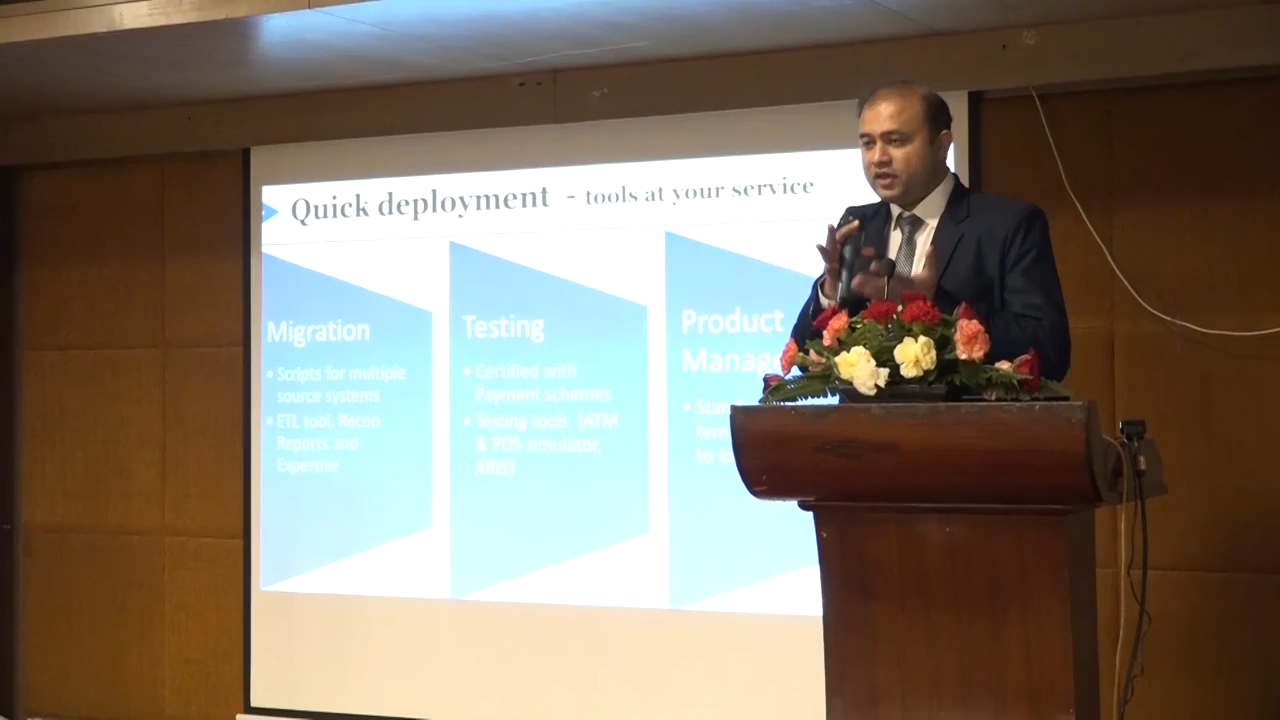 Quick deployment - tools at your service
Migration
• Scripts for multiple
source systems
• ETL tool, Recon
Reports and
Expertise
Testing
• Certified with
Payment schemes
• Testing tools (ATM
& POS simulator,
ARIS)
Product